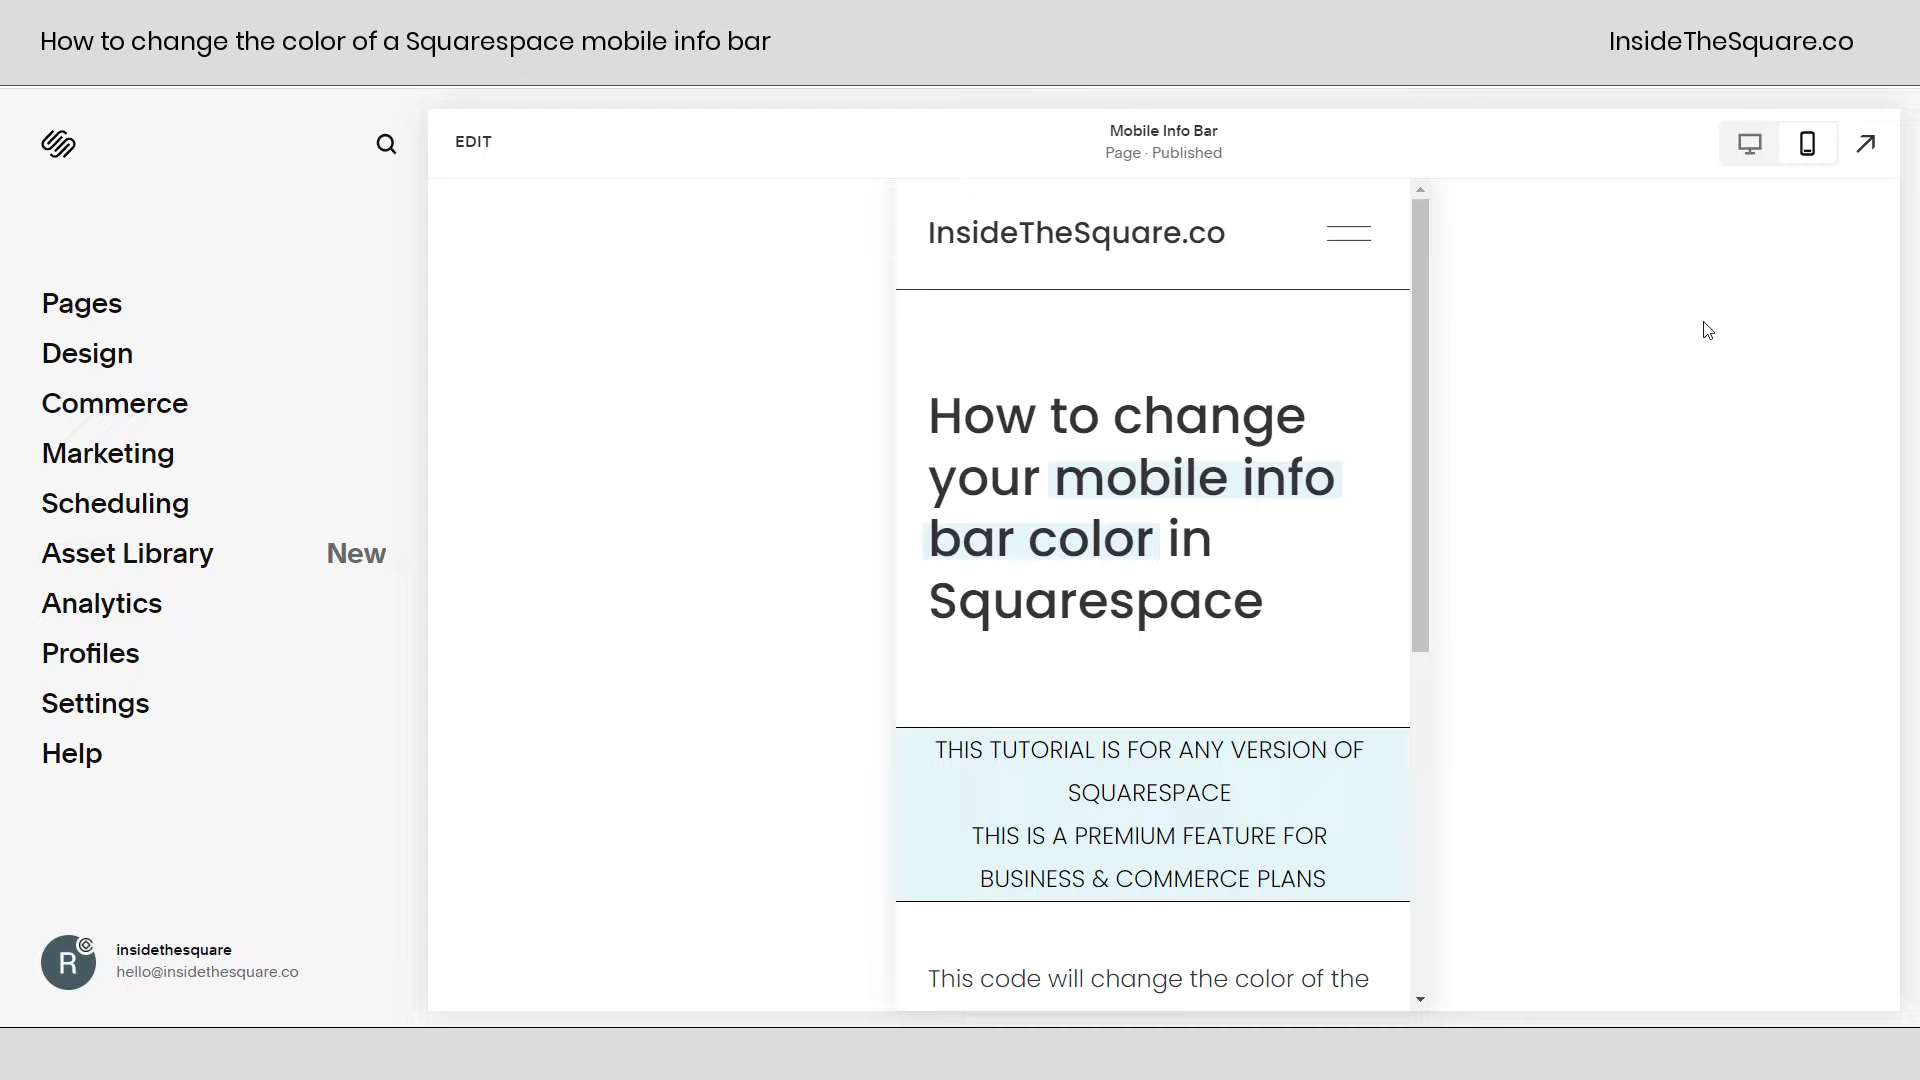 How to change the color of a Squarespace mobile info bar
InsideTheSquare.co
EDIT
Mobile Info Bar
Page · Published
Pages
Design
Commerce
Marketing
Scheduling
Asset Library New
Analytics
Profiles
Settings
Help
R
insidethesquare
hello@insidethesquare.co
InsideTheSquare.co
How to change
your mobile info
bar color in
Squarespace
THIS TUTORIAL IS FOR ANY VERSION OF
SQUARESPACE
THIS IS A PREMIUM FEATURE FOR
BUSINESS & COMMERCE PLANS
This code will change the color of the